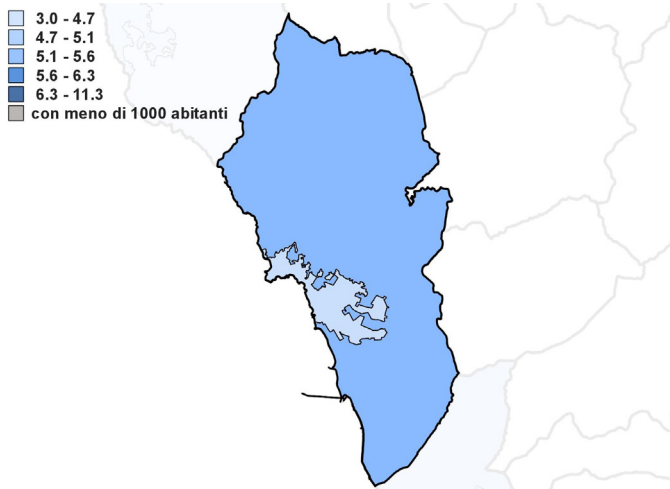 3.0 - 4.7
4.7 - 5.1
5.1 - 5.6
5.6 - 6.3
6.3 - 11.3
con meno di 1000 abitanti